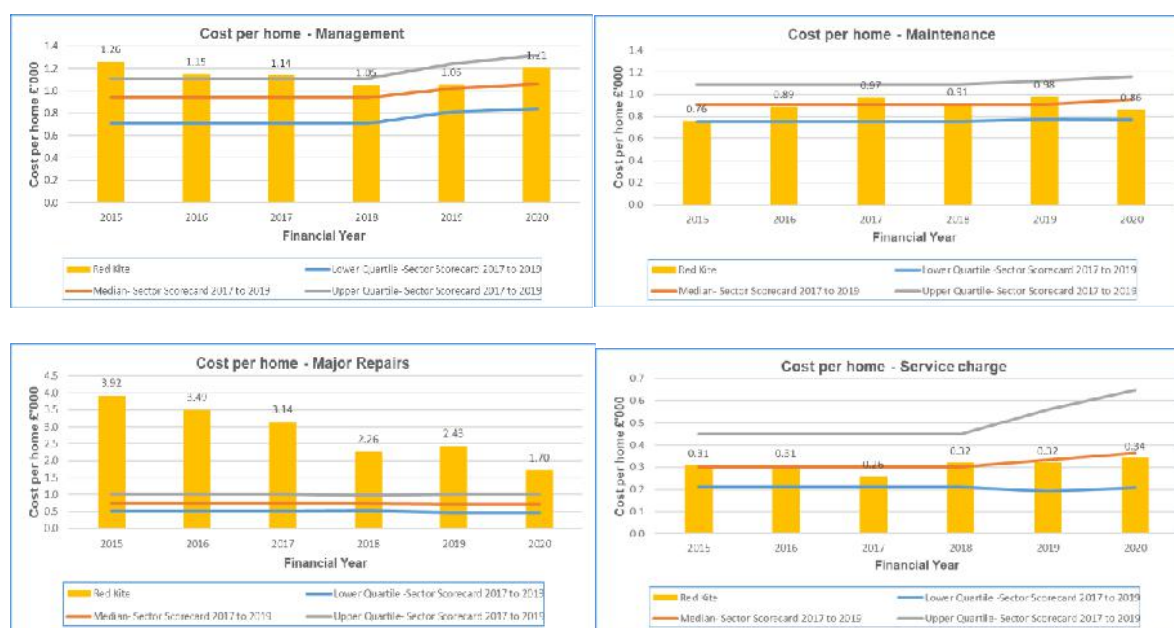 Cost per home - Management
Cost per home £'000
1.4
1.2
1.0
0.8
0.6
0.4
0.2
0.0
1.26
1.15
1.14
1.05
1.05
1.21
2015
2016
2017
2018
2019
2020
Financial Year
Red Kite
Lower Quartile -Sector Scorecard 2017 to 2019
Median- Sector Scorecard 2017 to 2019
Upper Quartile- Sector Scorecard 2017 to 2019
Cost per home - Maintenance
Cost per home £'000
1.4
1.2
1.0
0.8
0.6
0.4
0.2
0.0
0.76
0.89
0.97
0.91
0.98
0.86
2015
2016
2017
2018
2019
2020
Financial Year
Red Kite
Lower Quartile -Sector Scorecard 2017 to 2019
Median- Sector Scorecard 2017 to 2019
Upper Quartile- Sector Scorecard 2017 to 2019
Cost per home - Major Repairs
Cost per home £'000
4.5
4.0
3.5
3.0
2.5
2.0
1.5
1.0
0.5
0.0
3.92
3.49
3.14
2.26
2.43
1.70
2015
2016
2017
2018
2019
2020
Financial Year
Red Kite
Lower Quartile -Sector Scorecard 2017 to 2019
Median- Sector Scorecard 2017 to 2019
Upper Quartile- Sector Scorecard 2017 to 2019
Cost per home - Service charge
Cost per home £'000
0.7
0.6
0.5
0.4
0.3
0.2
0.1
0.0
0.31
0.31
0.26
0.32
0.32
0.34
2015
2016
2017
2018
2019
2020
Financial Year
Red Kite
Lower Quartile -Sector Scorecard 2017 to 2019
Median- Sector Scorecard 2017 to 2019
Upper Quartile- Sector Scorecard 2017 to 2019